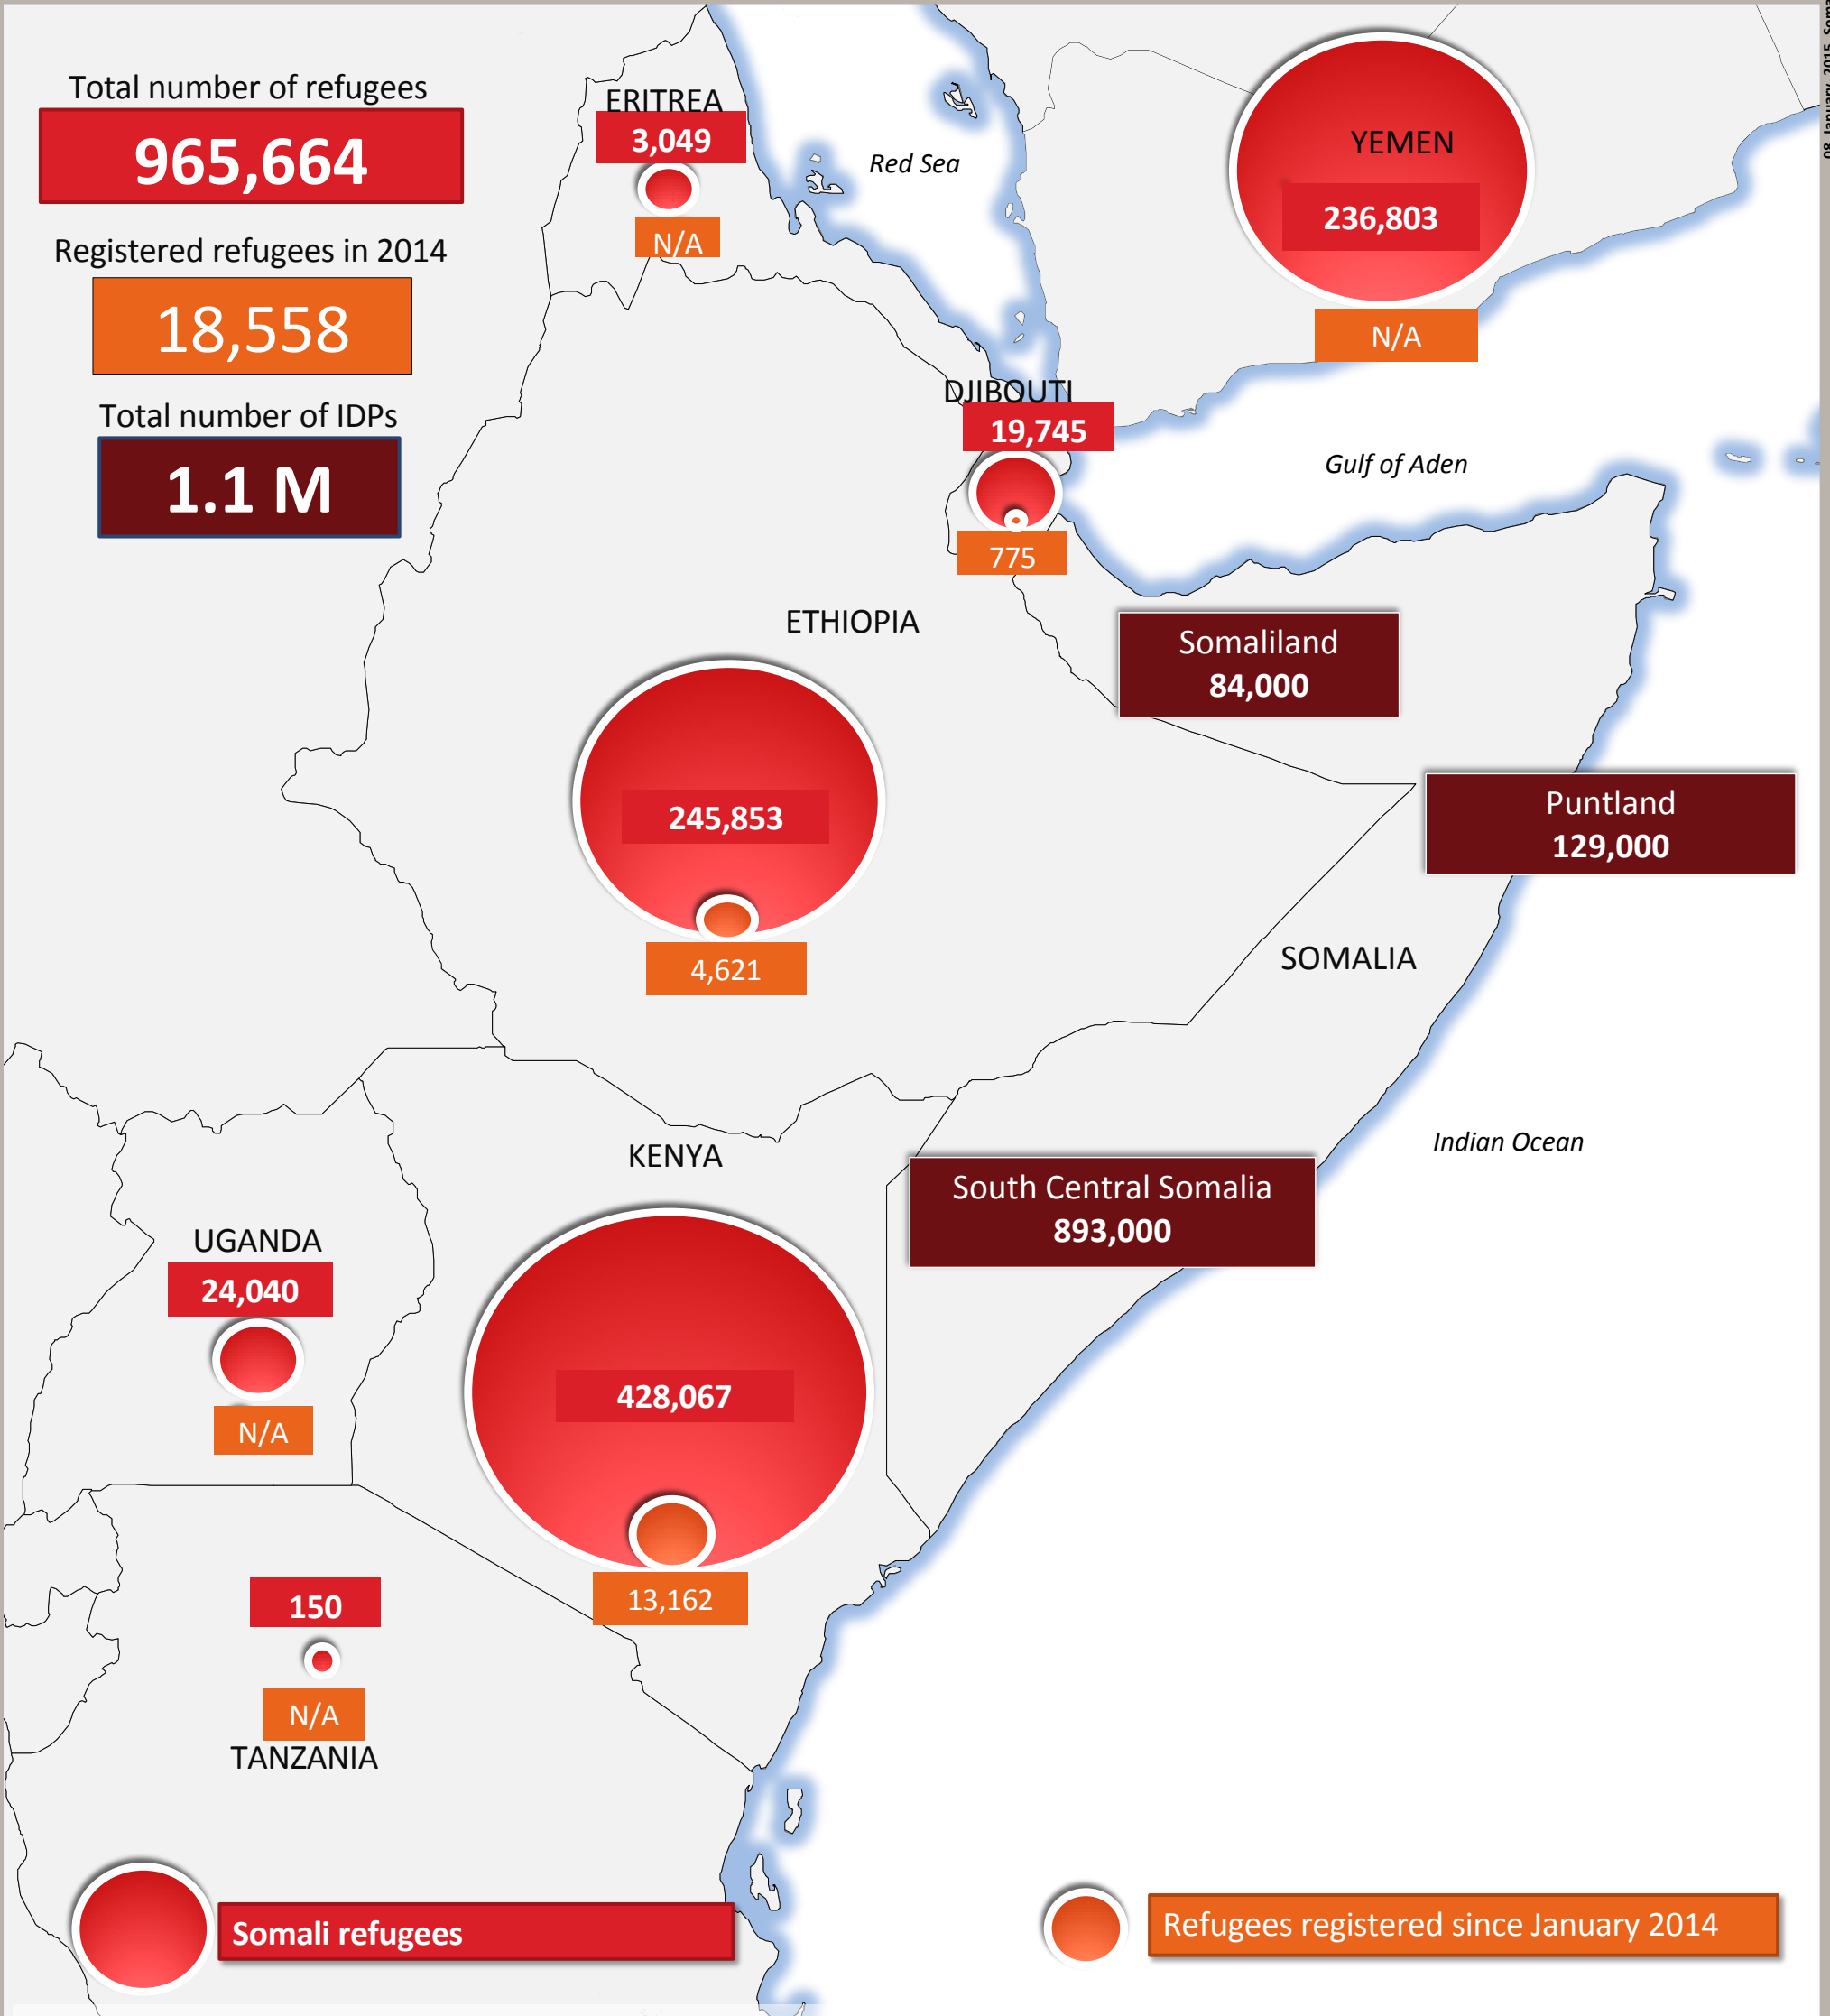 Total number of refugees
965,664
Registered refugees in 2014
18,558
Total number of IDPs
1.1 M
ERITREA
3,049
N/A
Red Sea
YEMEN
236,803
N/A
DJIBOUTI
19,745
775
Gulf of Aden
ETHIOPIA
245,853
4,621
Somaliland
84,000
Puntland
129,000
SOMALIA
Indian Ocean
KENYA
428,067
13,162
South Central Somalia
893,000
UGANDA
24,040
N/A
150
N/A
TANZANIA
Somali refugees
Refugees registered since January 2014
08 January, 2015